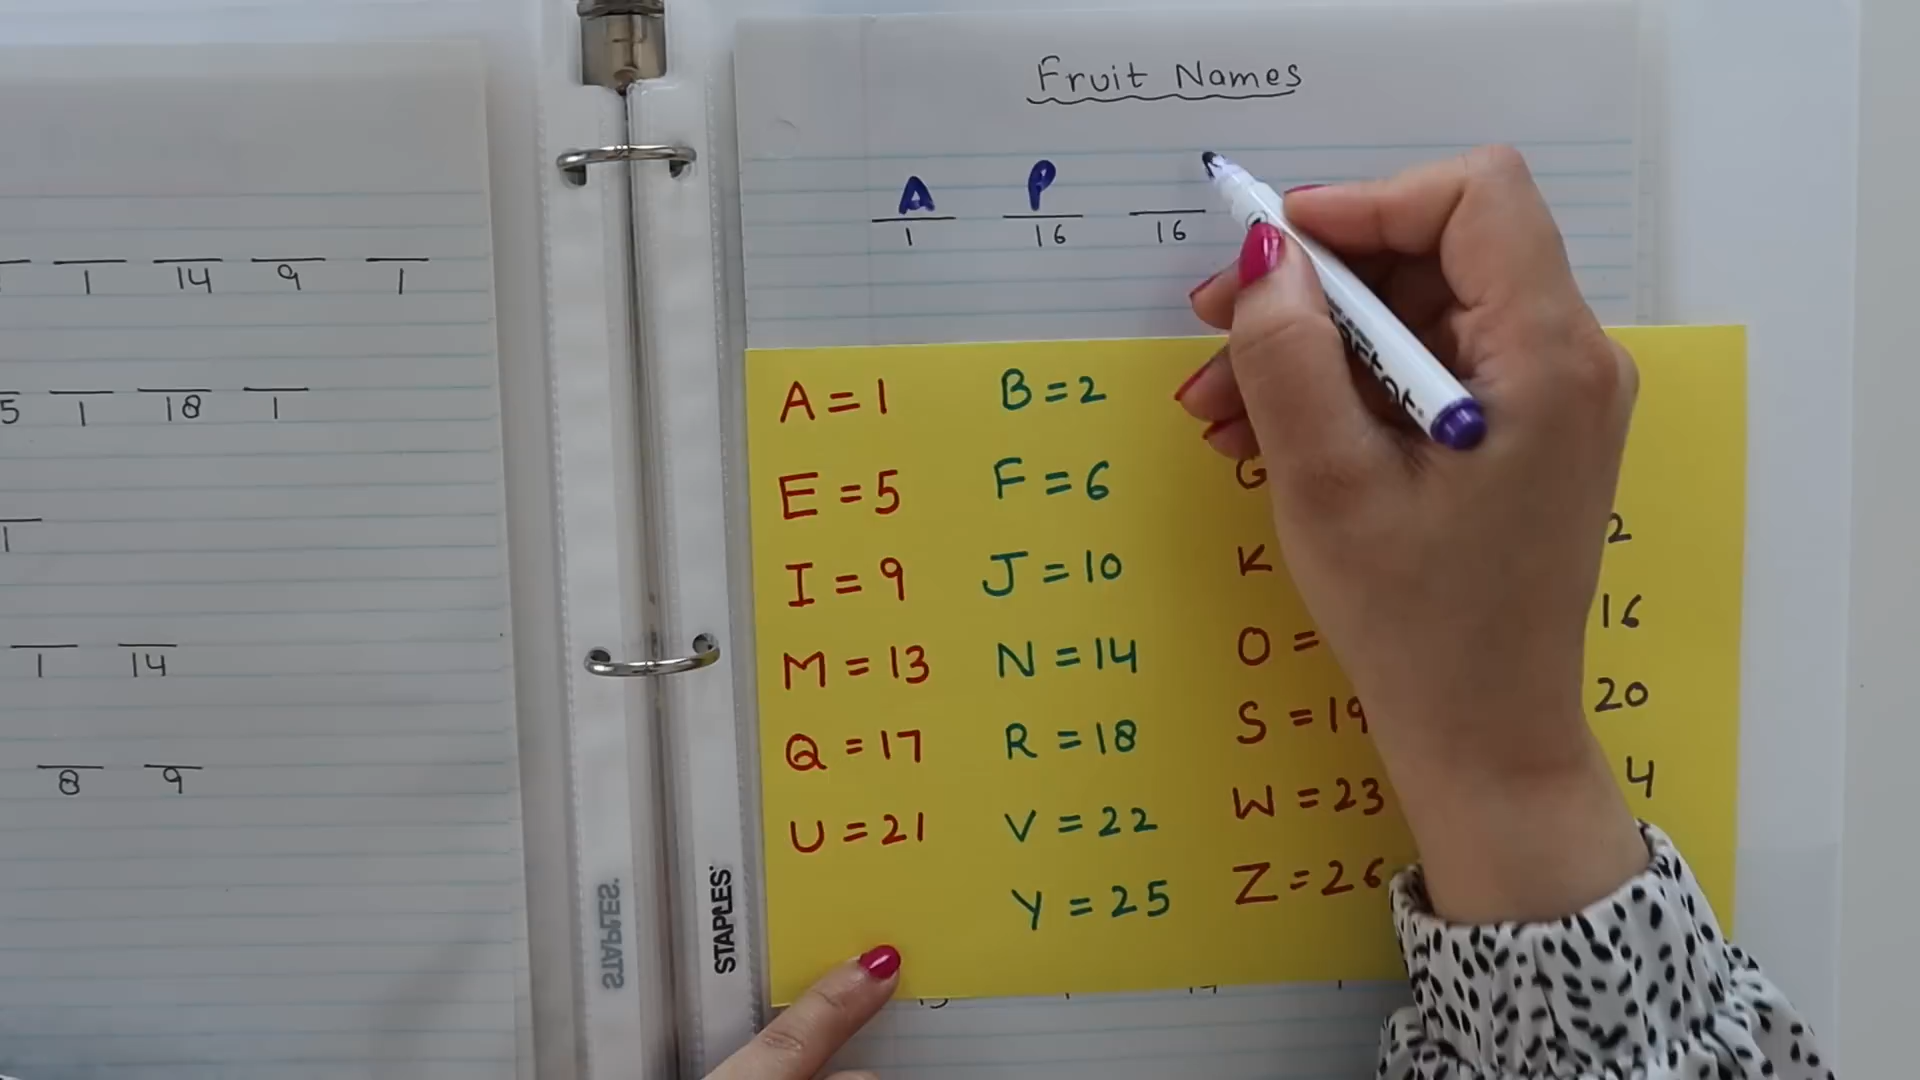 1 14 9 1
5 1 18 1
1
1 14
8 9
STAPLES
STAPLES
Fruit Names
A P
1 16 16
A = 1 B = 2
E = 5 F = 6 G
I = 9 J = 10 K 2
M = 13 N = 14 O = 16
Q = 17 R = 18 S = 19 20
U = 21 V = 22 W = 23 4
Y = 25 Z = 26